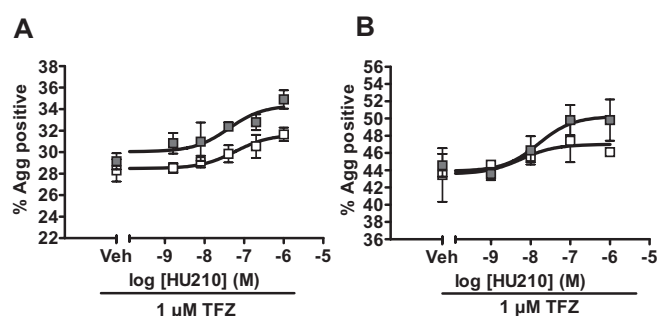 A
% Agg positive
38
36
34
32
30
28
26
24
22
Veh -9 -8 -7 -6 -5
log [HU210] (M)
1 µM TFZ
B
% Agg positive
56
54
52
50
48
46
44
42
40
38
36
Veh -9 -8 -7 -6 -5
log [HU210] (M)
1 µM TFZ